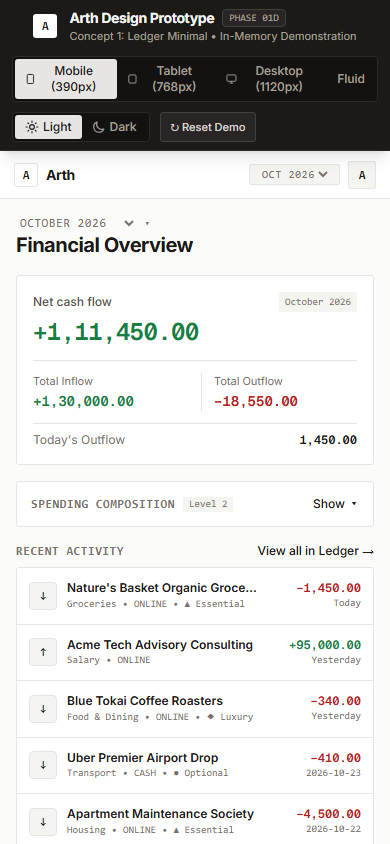 A
Arth Design Prototype
PHASE 01D
Concept 1: Ledger Minimal • In-Memory Demonstration
Mobile (390px)
Tablet (768px)
Desktop (1120px)
Fluid
Light
Dark
↻ Reset Demo
A
Arth
OCT 2026
A
OCTOBER 2026
Financial Overview
Net cash flow
October 2026
+1,11,450.00
Total Inflow
Total Outflow
+1,30,000.00
−18,550.00
Today's Outflow
1,450.00
SPENDING COMPOSITION
Level 2
Show ▾
RECENT ACTIVITY
View all in Ledger →
↓
Nature's Basket Organic Groce...
−1,450.00
Groceries • ONLINE • ▲ Essential
Today
↑
Acme Tech Advisory Consulting
+95,000.00
Salary • ONLINE
Yesterday
↓
Blue Tokai Coffee Roasters
−340.00
Food & Dining • ONLINE • ◆ Luxury
Yesterday
↓
Uber Premier Airport Drop
−410.00
Transport • CASH • ● Optional
2026-10-23
↓
Apartment Maintenance Society
−4,500.00
Housing • ONLINE • ▲ Essential
2026-10-22